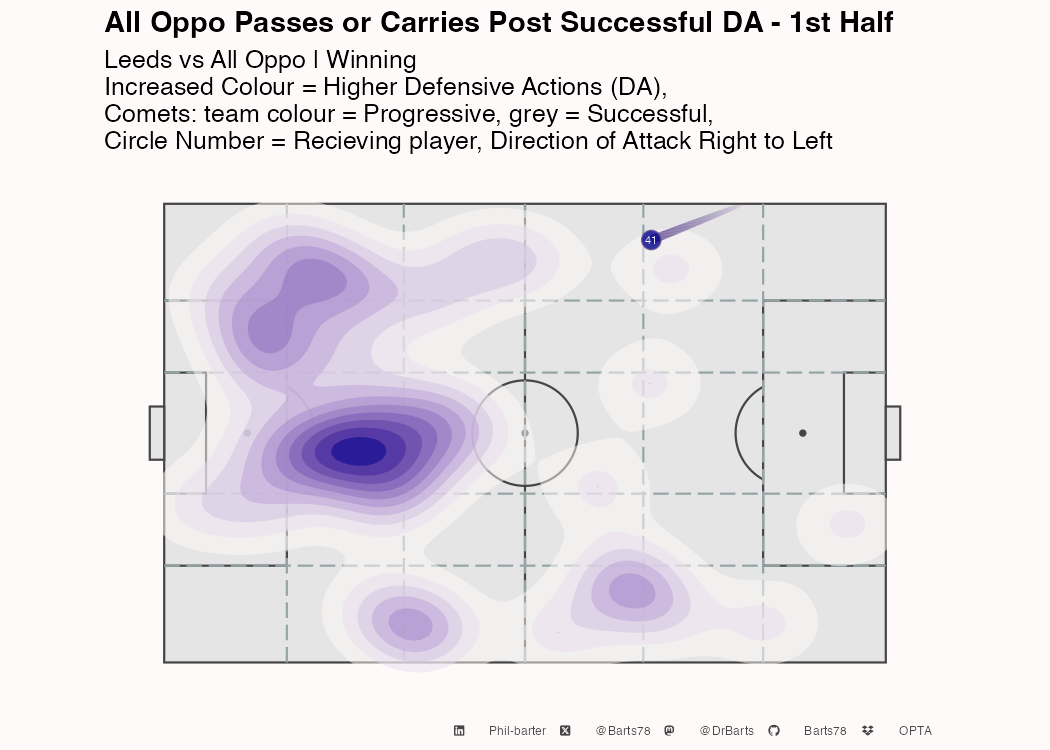 All Oppo Passes or Carries Post Successful DA - 1st Half
Leeds vs All Oppo | Winning
Increased Colour = Higher Defensive Actions (DA),
Comets: team colour = Progressive, grey = Successful,
Circle Number = Recieving player, Direction of Attack Right to Left
41
Phil-barter @Barts78 @DrBarts Barts78 OPTA